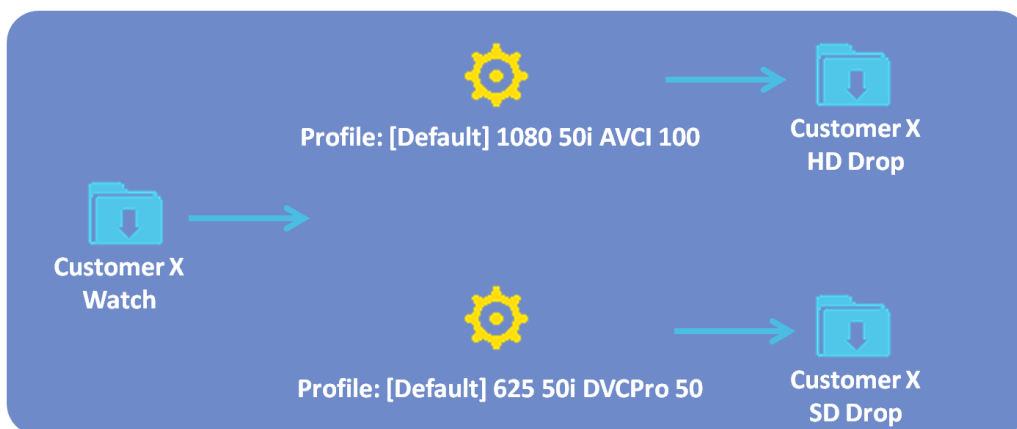 Profile: [Default] 1080 50i AVCI 100
Customer X
HD Drop
Customer X
Watch
Profile: [Default] 625 50i DVCPro 50
Customer X
SD Drop